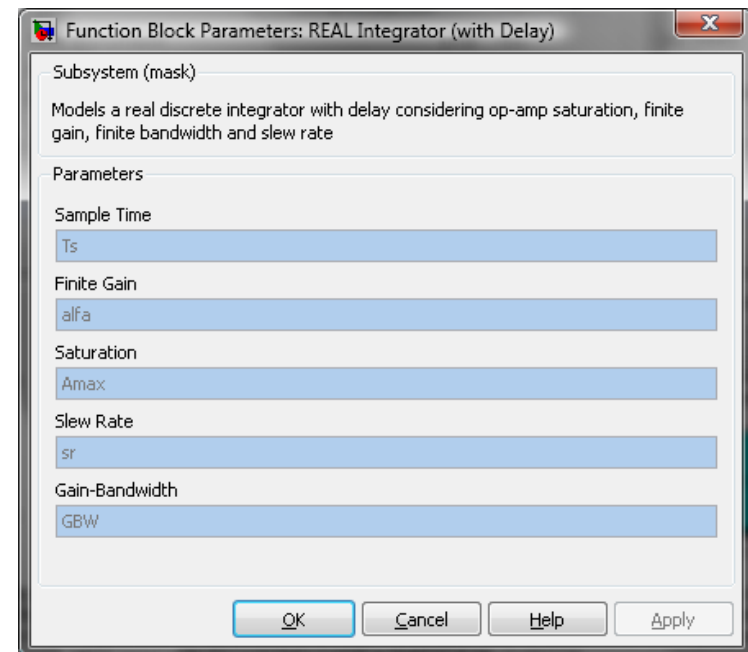 Function Block Parameters: REAL Integrator (with Delay)
Subsystem (mask)
Models a real discrete integrator with delay considering op-amp saturation, finite
gain, finite bandwidth and slew rate
Parameters
Sample Time
Ts
Finite Gain
alfa
Saturation
Amax
Slew Rate
sr
Gain-Bandwidth
GBW
OK Cancel Help Apply